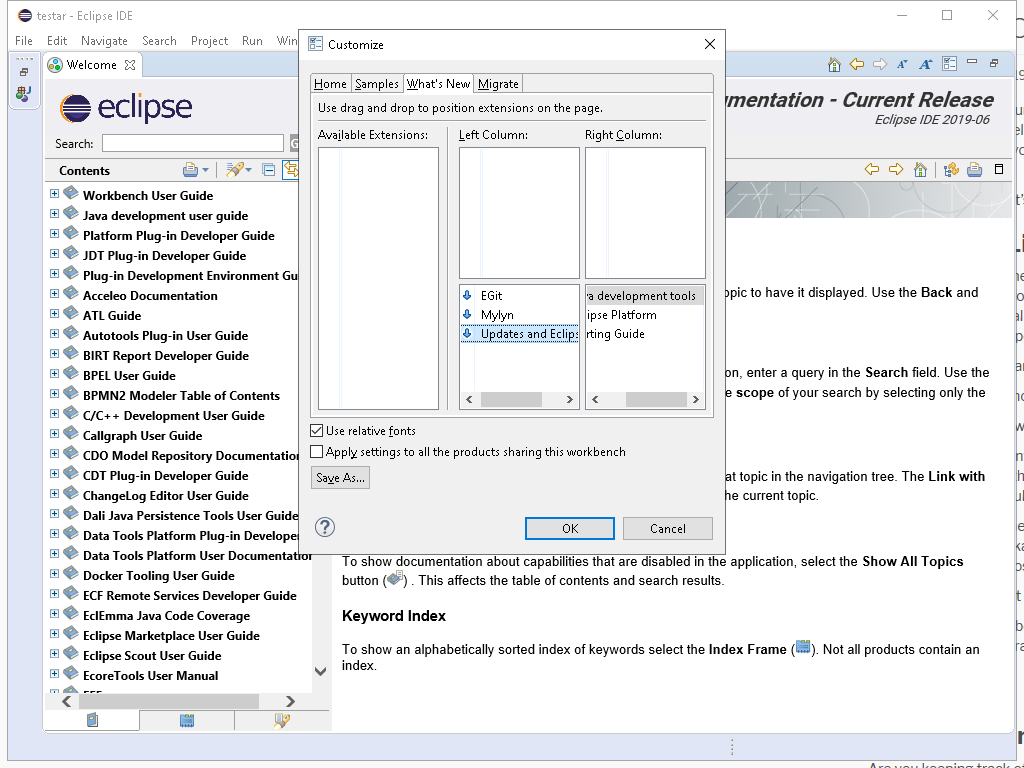 testar - Eclipse IDE
File Edit Navigate Search Project Run Win
Welcome
eclipse
Search:
mentation - Current Release
Eclipse IDE 2019-06
Contents
Workbench User Guide
Java development user guide
Platform Plug-in Developer Guide
JDT Plug-in Developer Guide
Plug-in Development Environment Gu
Acceleo Documentation
ATL Guide
Autotools Plug-in User Guide
BIRT Report Developer Guide
BPEL User Guide
BPMN2 Modeler Table of Contents
C/C++ Development User Guide
Callgraph User Guide
CDO Model Repository Documentation
CDT Plug-in Developer Guide
ChangeLog Editor User Guide
Dali Java Persistence Tools User Guide
Data Tools Platform Plug-in Develope
Data Tools Platform User Documentation
Docker Tooling User Guide
ECF Remote Services Developer Guide
EclEmma Java Code Coverage
Eclipse Marketplace User Guide
Eclipse Scout User Guide
EcoreTools User Manual
Customize
Home Samples What's New Migrate
Use drag and drop to position extensions on the page.
Available Extensions: Left Column: Right Column:
EGit
Mylyn
Updates and Eclips
a development tools
ipse Platform
rting Guide
Use relative fonts
Apply settings to all the products sharing this workbench
Save As...
OK Cancel
opic to have it displayed. Use the Back and
on, enter a query in the Search field. Use the
e scope of your search by selecting only the
at topic in the navigation tree. The Link with
he current topic.
To show documentation about capabilities that are disabled in the application, select the Show All Topics
button ( ) . This affects the table of contents and search results.
Keyword Index
To show an alphabetically sorted index of keywords select the Index Frame ( ). Not all products contain an
index.
Are you keeping track of